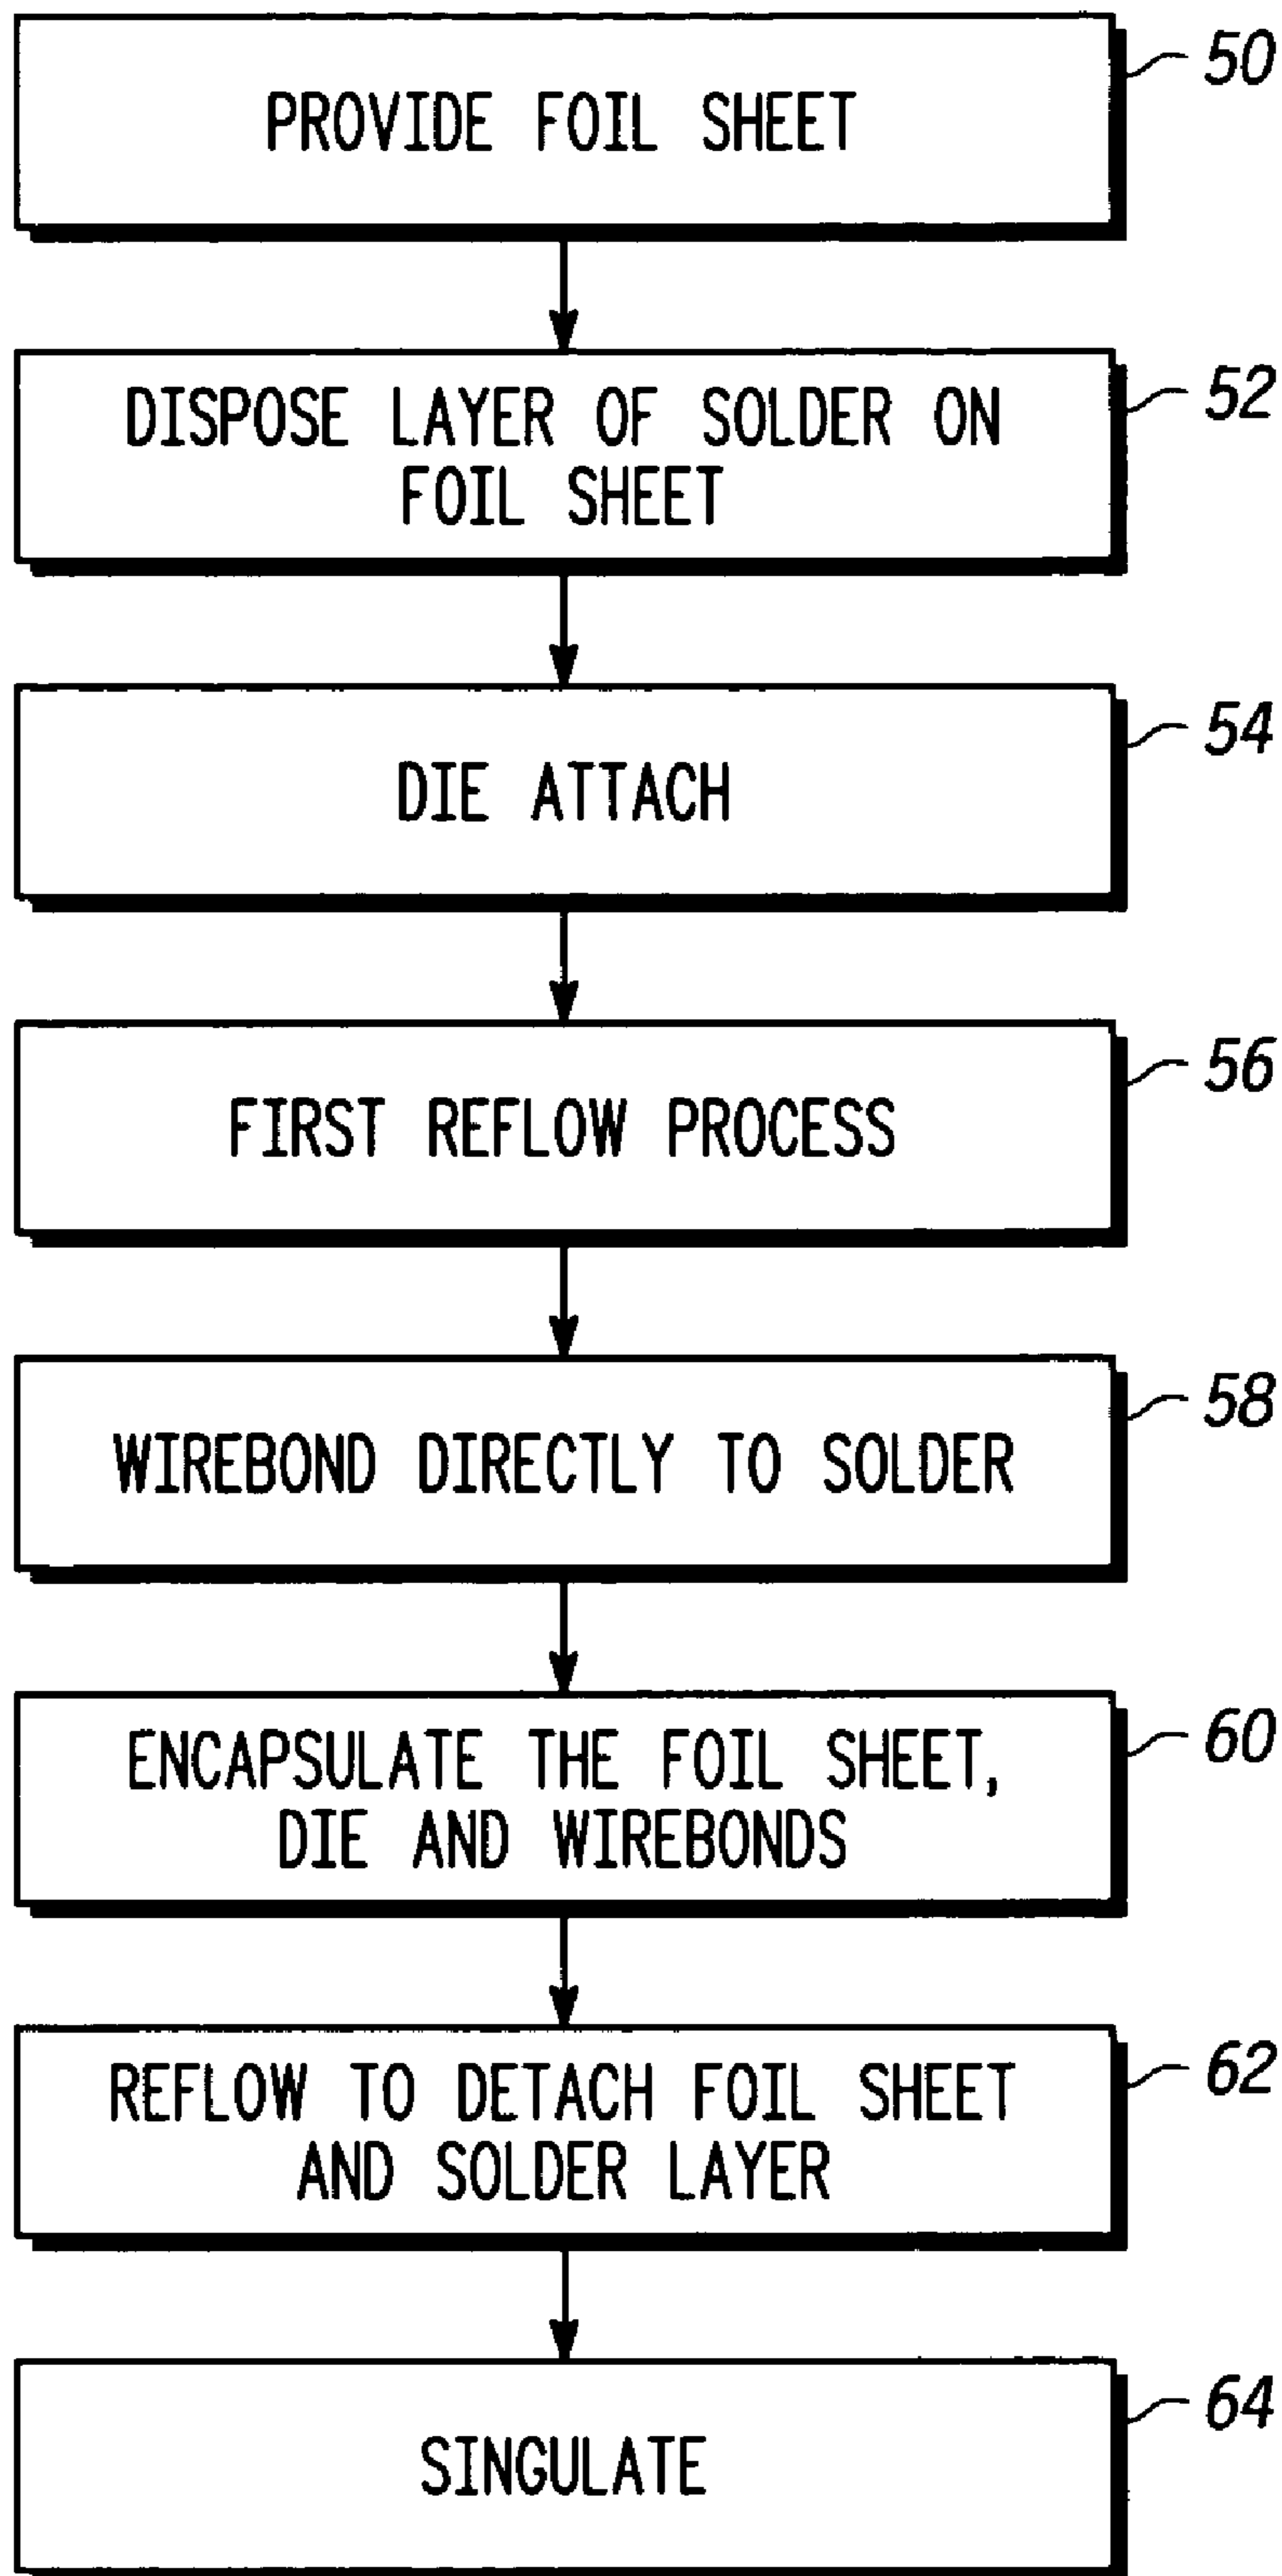 PROVIDE FOIL SHEET
50
DISPOSE LAYER OF SOLDER ON
FOIL SHEET
52
DIE ATTACH
54
FIRST REFLOW PROCESS
56
WIREBOND DIRECTLY TO SOLDER
58
ENCAPSULATE THE FOIL SHEET,
DIE AND WIREBONDS
60
REFLOW TO DETACH FOIL SHEET
AND SOLDER LAYER
62
SINGULATE
64